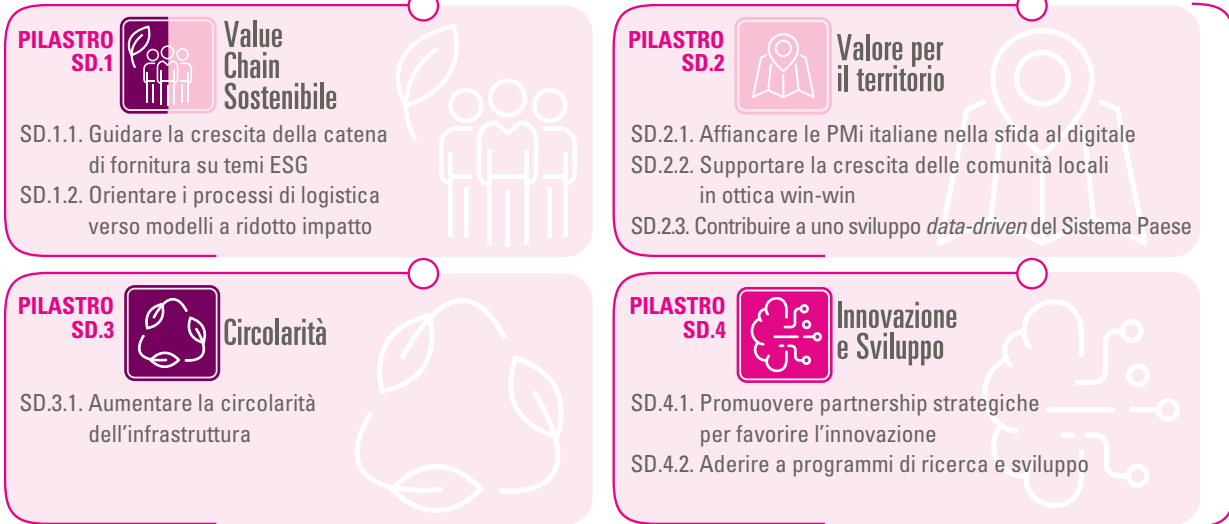 PILASTRO
SD.1
Value
Chain
Sostenibile
SD.1.1. Guidare la crescita della catena
di fornitura su temi ESG
SD.1.2. Orientare i processi di logistica
verso modelli a ridotto impatto
PILASTRO
SD.2
Valore per
il territorio
SD.2.1. Affiancare le PMi italiane nella sfida al digitale
SD.2.2. Supportare la crescita delle comunità locali
in ottica win-win
SD.2.3. Contribuire a uno sviluppo data-driven del Sistema Paese
PILASTRO
SD.3
Circolarità
SD.3.1. Aumentare la circolarità
dell'infrastruttura
PILASTRO
SD.4
Innovazione
e Sviluppo
SD.4.1. Promuovere partnership strategiche
per favorire l'innovazione
SD.4.2. Aderire a programmi di ricerca e sviluppo